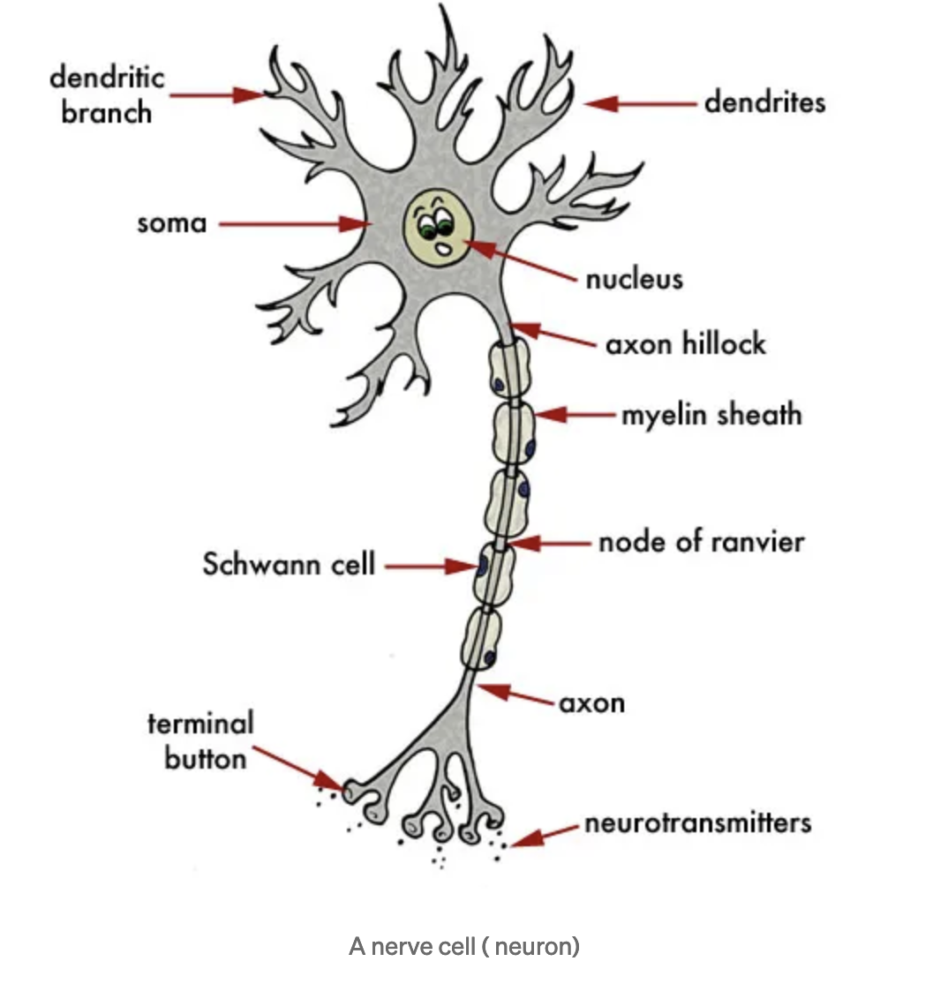 dendritic
branch
dendrites
soma
nucleus
axon hillock
myelin sheath
node of ranvier
Schwann cell
axon
terminal
button
neurotransmitters
A nerve cell ( neuron)